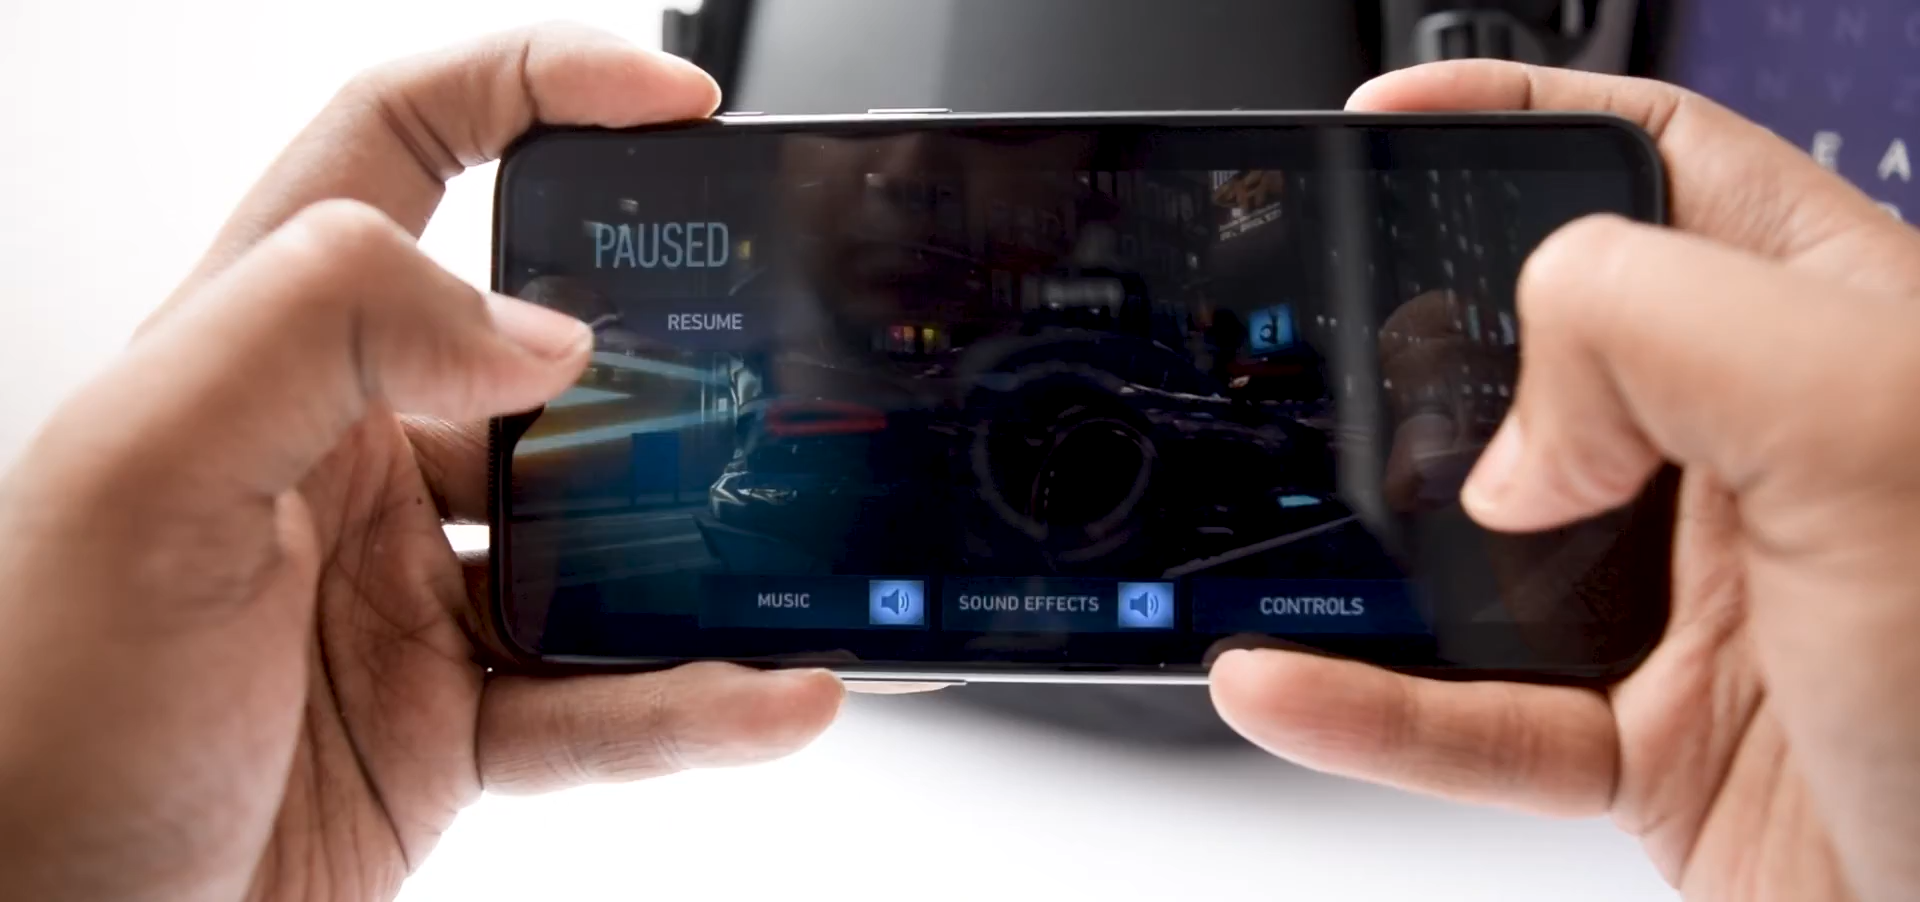 PAUSED
RESUME
MUSIC
SOUND EFFECTS
CONTROLS
M N
N Y Z
E A